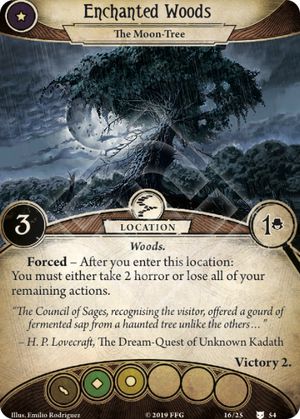 Enchanted Woods
The Moon-Tree
3
1
LOCATION
Woods.
Forced – After you enter this location:
You must either take 2 horror or lose all of your
remaining actions.
“The Council of Sages, recognising the visitor, offered a gourd of
fermented sap from a haunted tree unlike the others…”
– H. P. Lovecraft, The Dream-Quest of Unknown Kadath
Victory 2.
Illus. Emilio Rodriguez © 2019 FFG 16/25 54